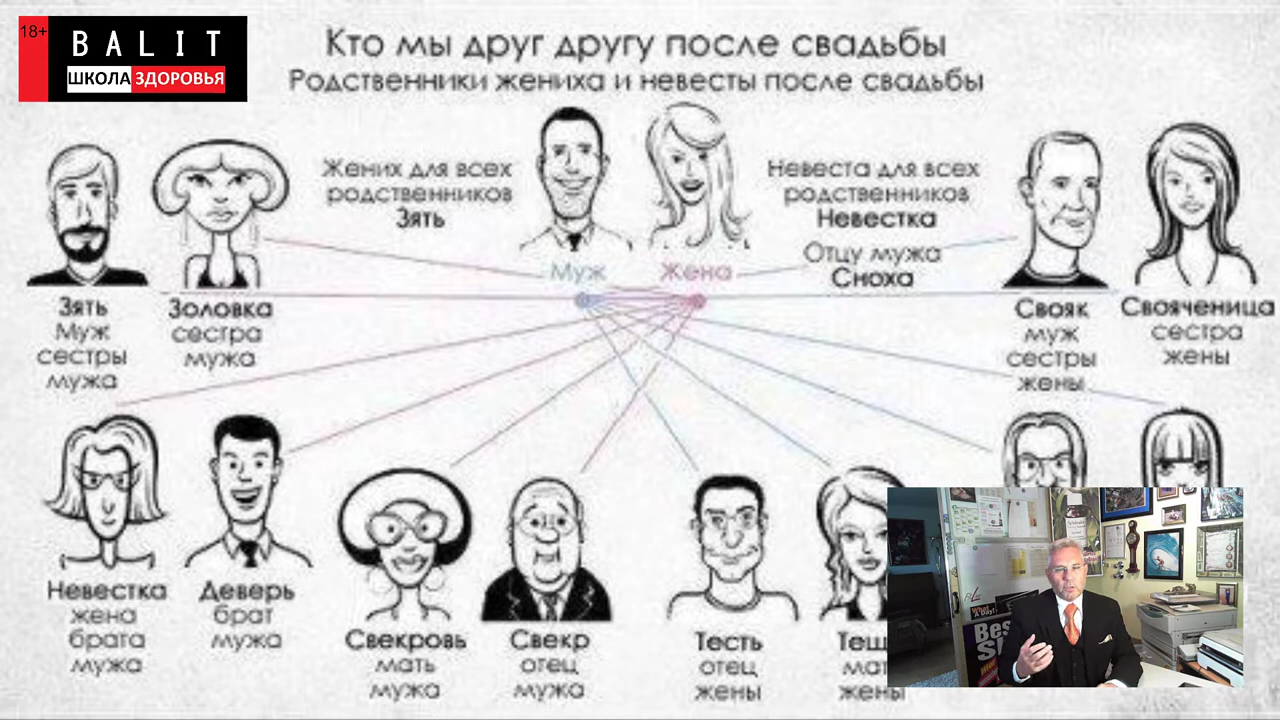 18+
BALIT
ШКОЛА ЗДОРОВЬЯ
Кто мы друг другу после свадьбы
Родственники жениха и невесты после свадьбы
Жених для всех
родственников
Зять
Невеста для всех
родственников
Невестка
Отцу мужа
Сноха
Муж
Жена
Зять
Муж
сестры
мужа
Золовка
сестра
мужа
Свояк
муж
сестры
жены
Свояченица
сестра
жены
Невестка
жена
брата
мужа
Деверь
брат
мужа
Свекровь
мать
мужа
Свекр
отец
мужа
Тесть
отец
жены
жены
What
A Day!